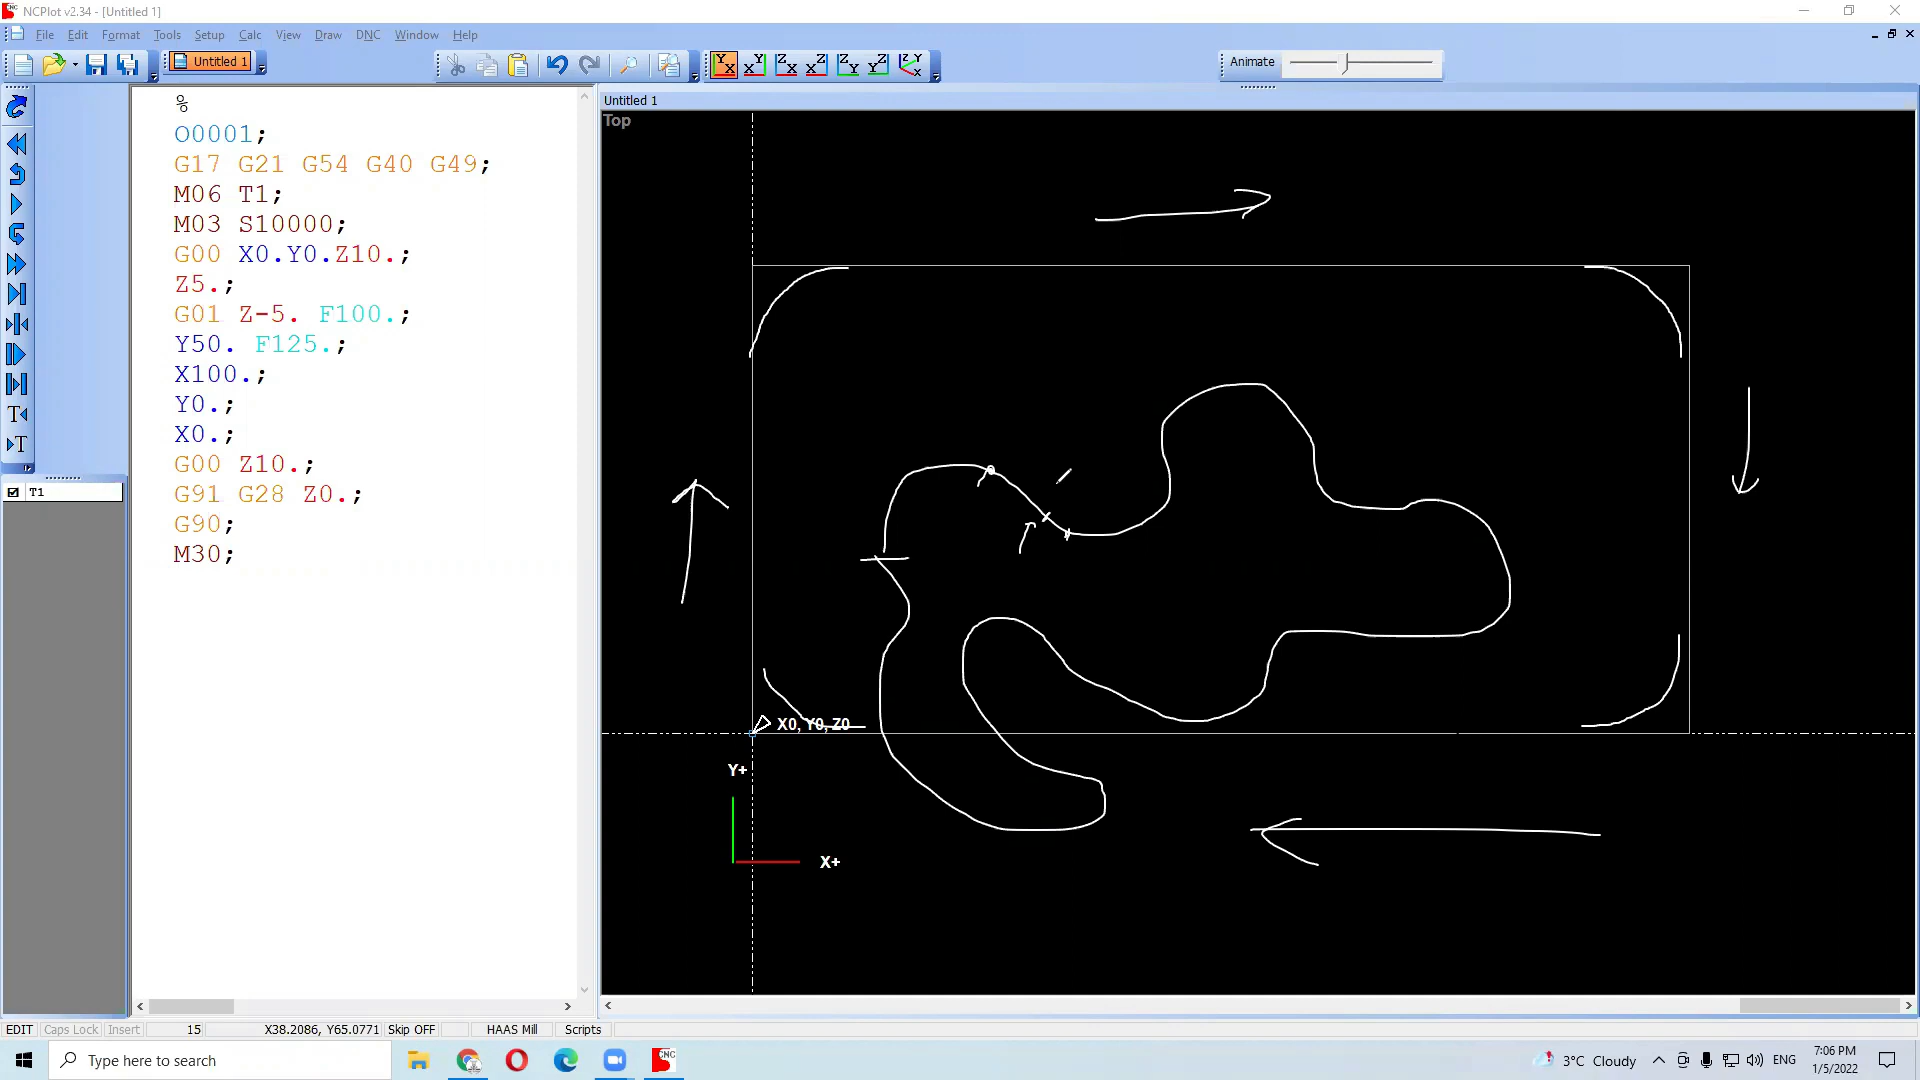 NCPlot v2.34 - [Untitled 1]
File Edit Format Tools Setup Calc View Draw DNC Window Help
Untitled 1
Animate
Untitled 1
Top
%
O0001;
G17 G21 G54 G40 G49;
M06 T1;
M03 S10000;
G00 X0.Y0.Z10.;
Z5.;
G01 Z-5. F100.;
Y50. F125.;
X100.;
Y0.;
X0.;
G00 Z10.;
G91 G28 Z0.;
G90;
M30;
T1
X0, Y0, Z0
Y+
X+
EDIT Caps Lock Insert 15 X38.2086, Y65.0771 Skip OFF HAAS Mill Scripts
Type here to search
3°C Cloudy
ENG
7:06 PM
1/5/2022